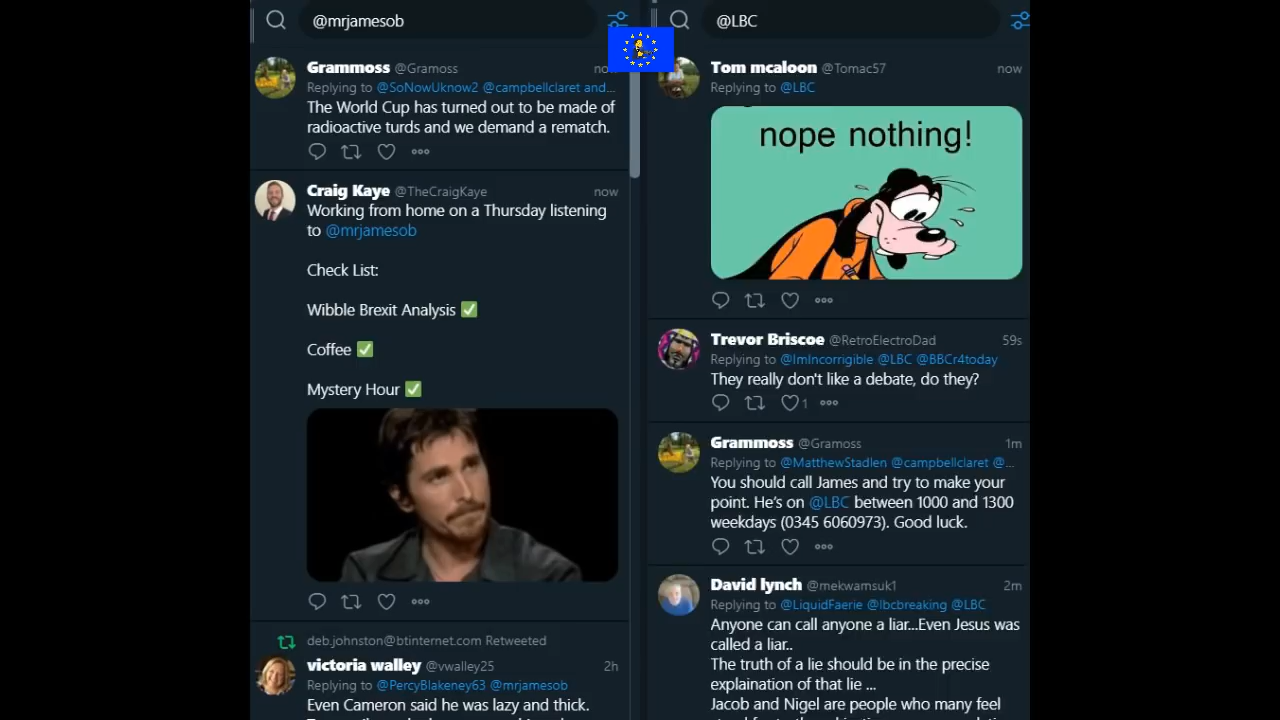 @mrjamesob
Grammoss @Gramoss now
Replying to @SoNowUknow2 @campbellclaret and...
The World Cup has turned out to be made of
radioactive turds and we demand a rematch.
Craig Kaye @TheCraigKaye now
Working from home on a Thursday listening
to @mrjamesob
Check List:
Wibble Brexit Analysis ✅
Coffee ✅
Mystery Hour ✅
deb.johnston@btinternet.com Retweeted
victoria walley @vwalley25 2h
Replying to @PercyBlakeney63 @mrjamesob
Even Cameron said he was lazy and thick.
@LBC
Tom mcaloon @Tomac57 now
Replying to @LBC
nope nothing!
Trevor Briscoe @RetroElectroDad 59s
Replying to @ImIncorrigible @LBC @BBCr4today
They really don't like a debate, do they?
1
Grammoss @Gramoss 1m
Replying to @MatthewStadlen @campbellclaret @...
You should call James and try to make your
point. He's on @LBC between 1000 and 1300
weekdays (0345 6060973). Good luck.
David lynch @mekwamsuk1 2m
Replying to @LiquidFaerie @lbcbreaking @LBC
Anyone can call anyone a liar...Even Jesus was
called a liar..
The truth of a lie should be in the precise
explaination of that lie ...
Jacob and Nigel are people who many feel